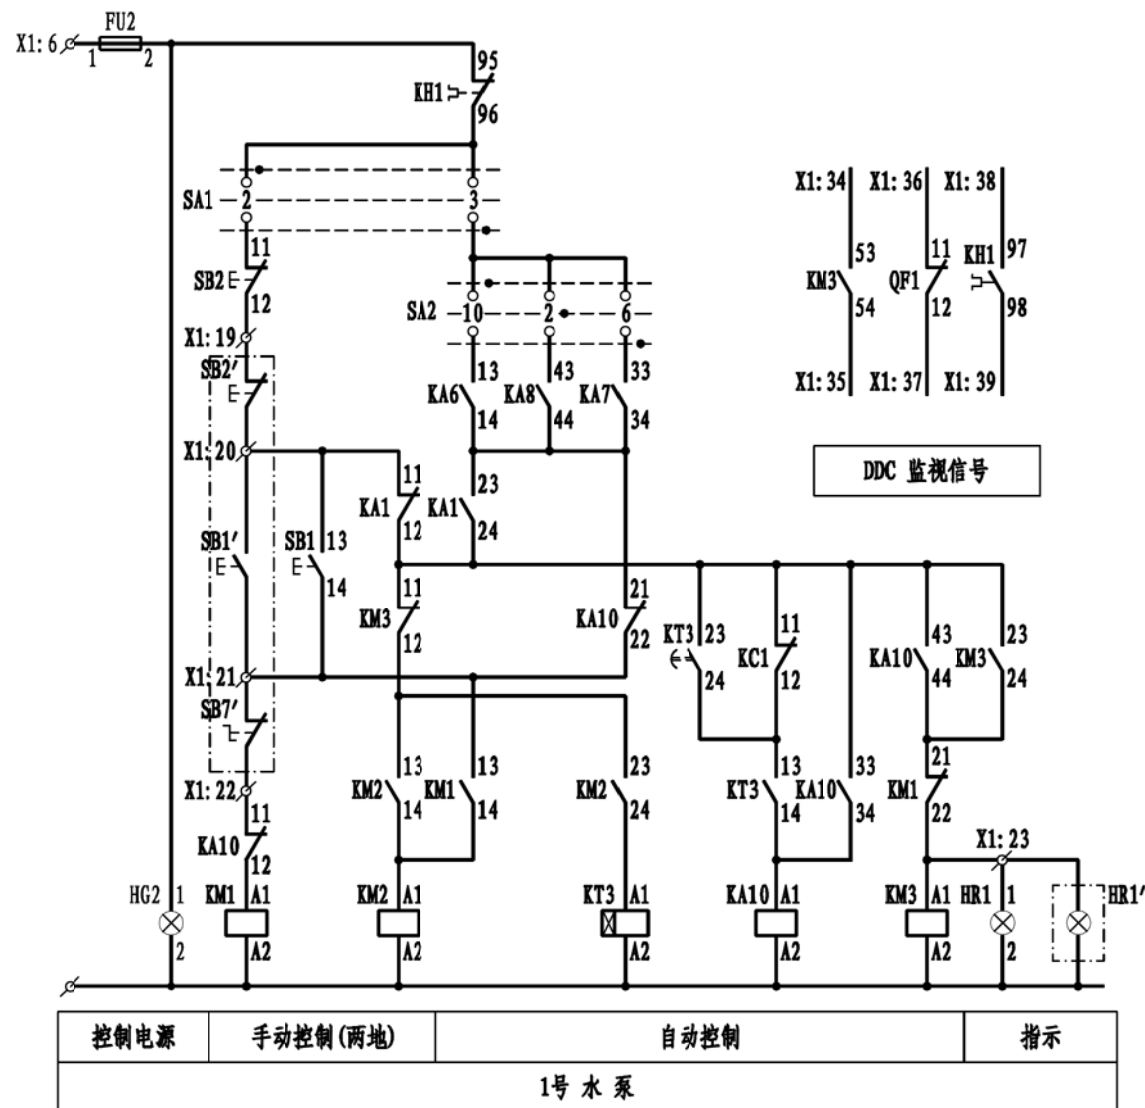 FU2
X1:6 1 2
95
KH1
96
SA1 2 3
X1:34 X1:36 X1:38
11
SB2
12
53 11 KH1 97
KM3 QF1
54 12 98
SA2 10 2 6
X1:19
SB2'
13 43 33
KA6 KA8 KA7
14 44 34
X1:35 X1:37 X1:39
X1:20
DDC 监视信号
11 23
KA1 KA1
12 24
SB1' SB1 13
14
11 21
KM3 KA10
12 22
KT3 23 11 43 23
KC1 KA10 KM3
24 12 44 24
X1:21
SB7'
13 13 23 13 33 21
KM2 KM1 KM2 KT3 KA10 KM1
14 14 24 14 34 22
X1:22
11
KA10
12
X1:23
HG2 1 KM1 A1 KM2 A1 KT3 A1 KA10 A1 KM3 A1 HR1 1 HR1'
2 A2 A2 A2 A2 A2 2
控制电源 手动控制(两地) 自动控制 指示
1号 水 泵